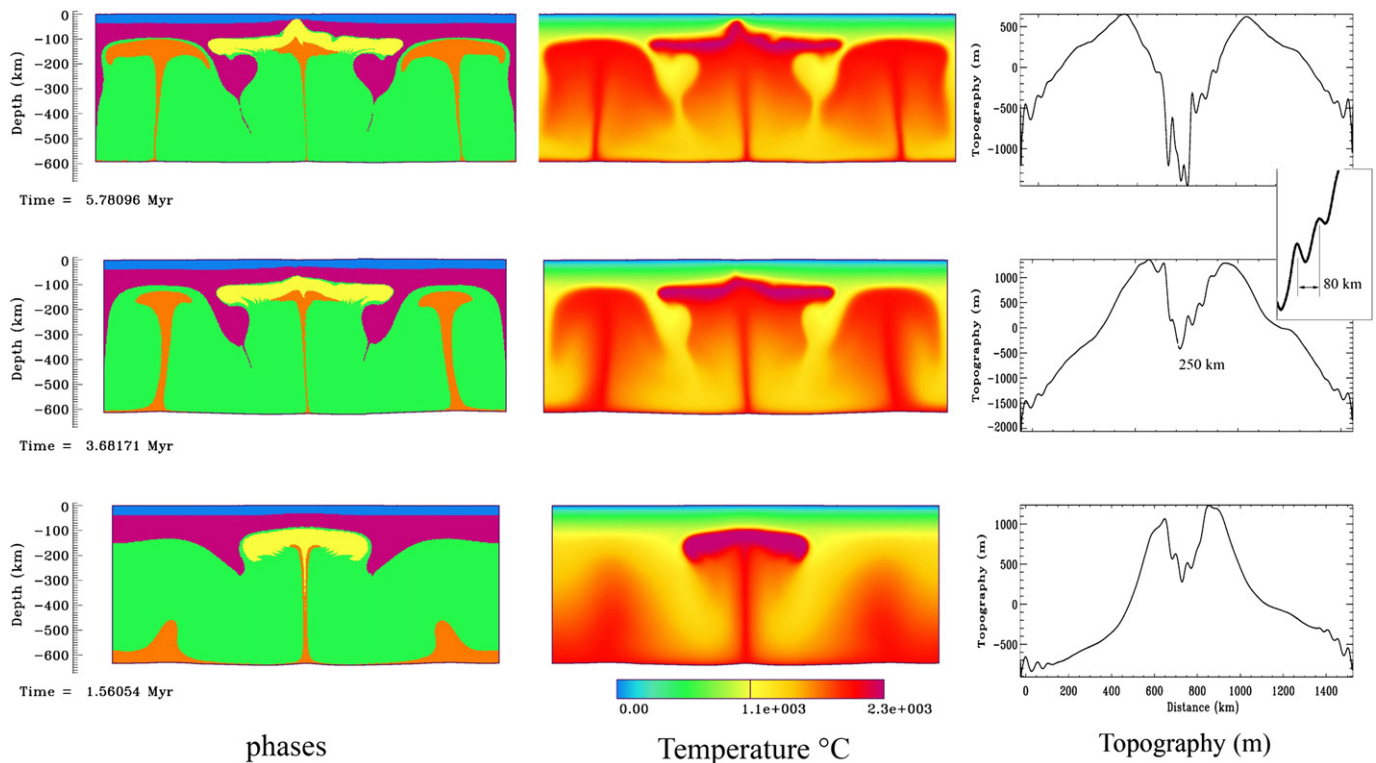 0
-100
-200
-300
-400
-500
-600
Depth (km)
Time = 5.78096 Myr
500
0
-500
-1000
Topography (m)
80 km
0
-100
-200
-300
-400
-500
-600
Depth (km)
Time = 3.68171 Myr
1000
500
0
-500
-1000
-1500
-2000
Topography (m)
250 km
0
-100
-200
-300
-400
-500
-600
Depth (km)
Time = 1.56054 Myr
0.00 1.1e+003 2.3e+003
1000
500
0
-500
Topography (m)
0 200 400 600 800 1000 1200 1400
Distance (km)
phases
Temperature °C
Topography (m)